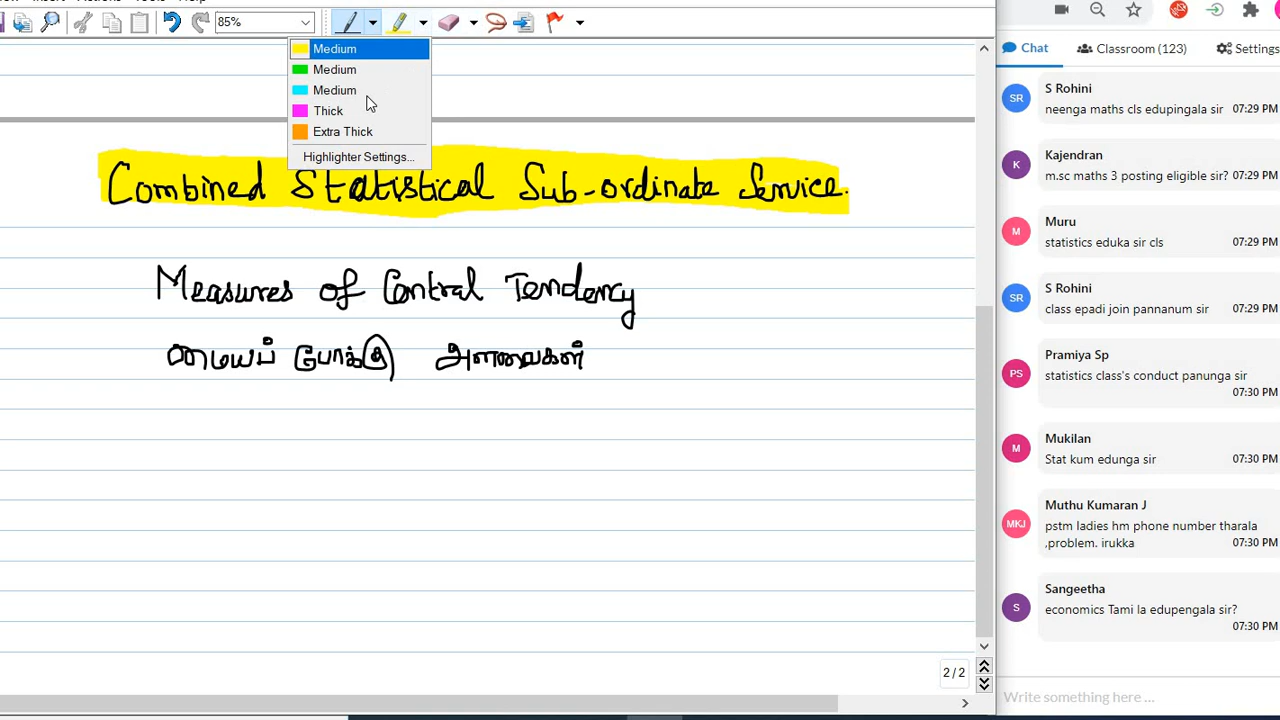 85%
Medium
Medium
Medium
Thick
Extra Thick
Highlighter Settings...
Combined Statistical Sub-ordinate Service.
Measures of Central Tendency
மையப் போக்கு அளவைகள்
2 / 2
Chat
Classroom (123)
Settings
SR
S Rohini
neenga maths cls edupingala sir
07:29 PM
K
Kajendran
m.sc maths 3 posting eligible sir?
07:29 PM
M
Muru
statistics eduka sir cls
07:29 PM
SR
S Rohini
class epadi join pannanum sir
07:29 PM
PS
Pramiya Sp
statistics class's conduct panunga sir
07:30 PM
M
Mukilan
Stat kum edunga sir
07:30 PM
MKJ
Muthu Kumaran J
pstm ladies hm phone number tharala
,problem. irukka
07:30 PM
S
Sangeetha
economics Tami la edupengala sir?
07:30 PM
Write something here ...